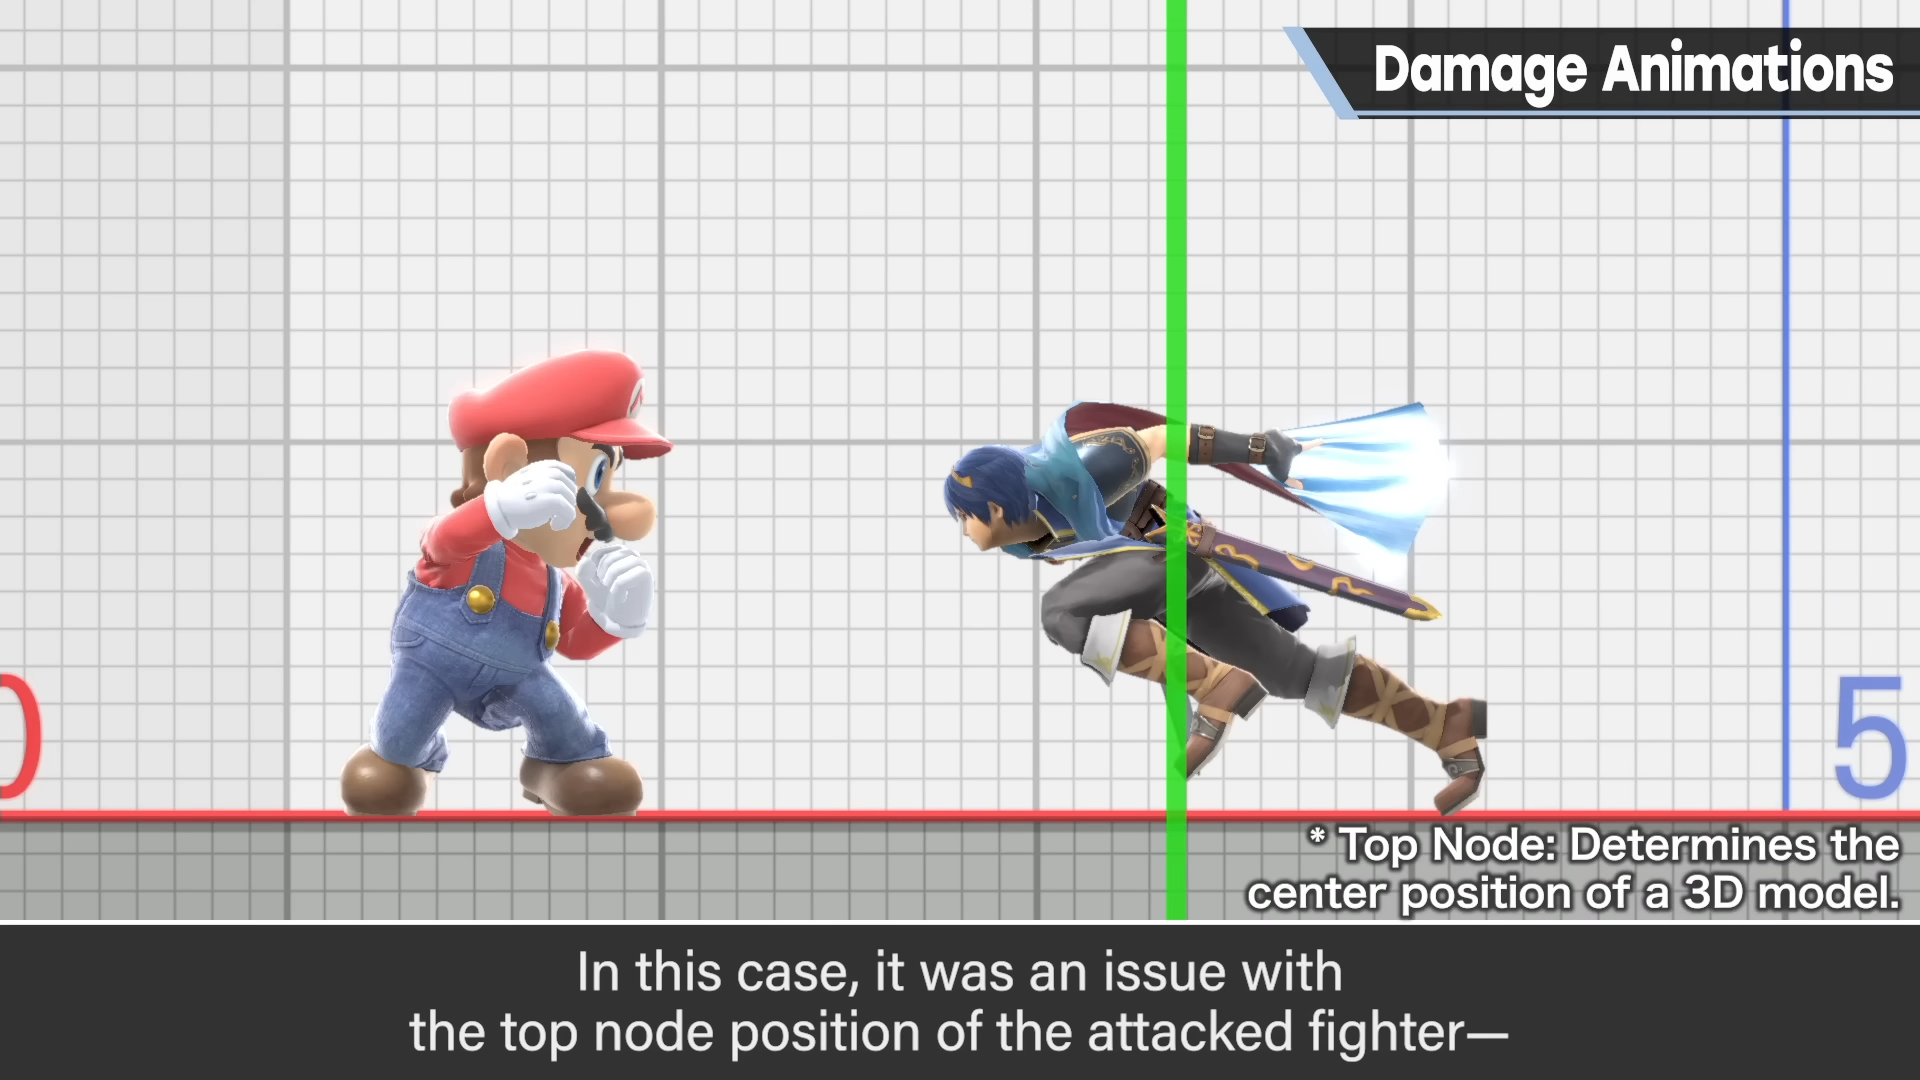 Damage Animations
5
* Top Node: Determines the
center position of a 3D model.
In this case, it was an issue with
the top node position of the attacked fighter—